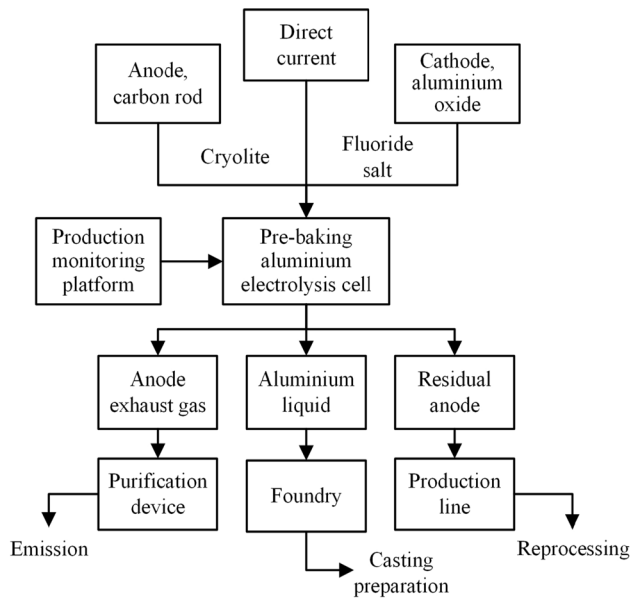 Direct
current
Anode,
carbon rod
Cathode,
aluminium
oxide
Cryolite
Fluoride
salt
Production
monitoring
platform
Pre-baking
aluminium
electrolysis cell
Anode
exhaust gas
Aluminium
liquid
Residual
anode
Purification
device
Foundry
Production
line
Emission
Casting
preparation
Reprocessing